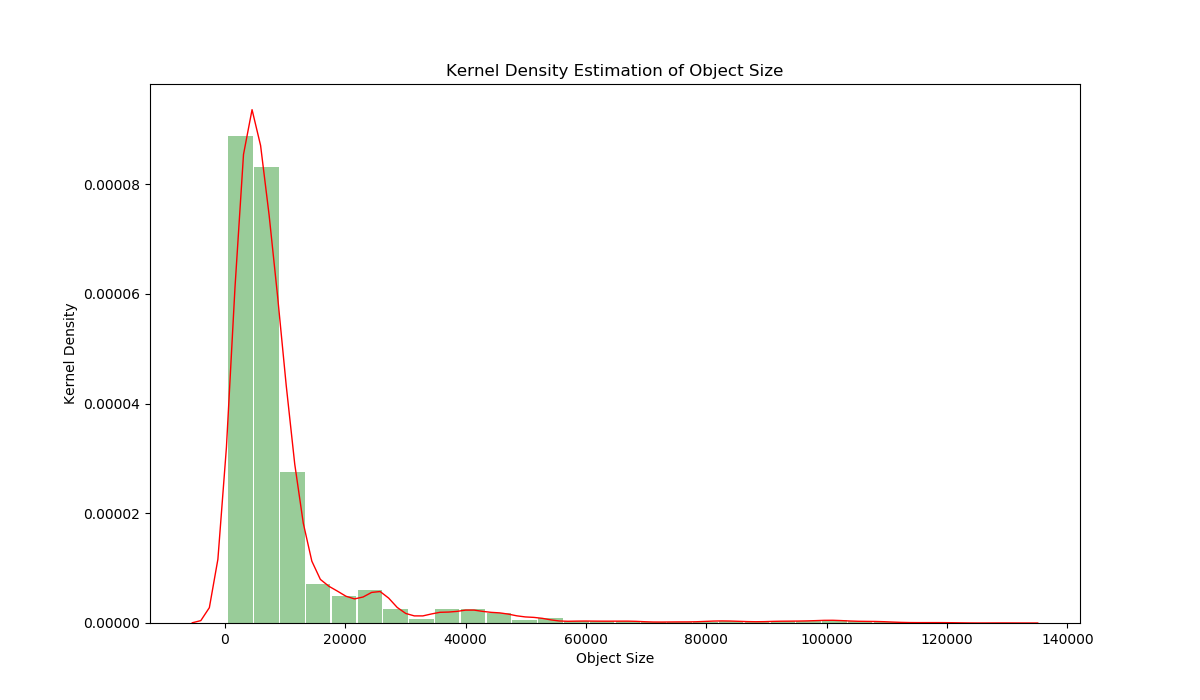 Kernel Density Estimation of Object Size
0.00008
0.00006
0.00004
0.00002
0.00000
Kernel Density
0 20000 40000 60000 80000 100000 120000 140000
Object Size